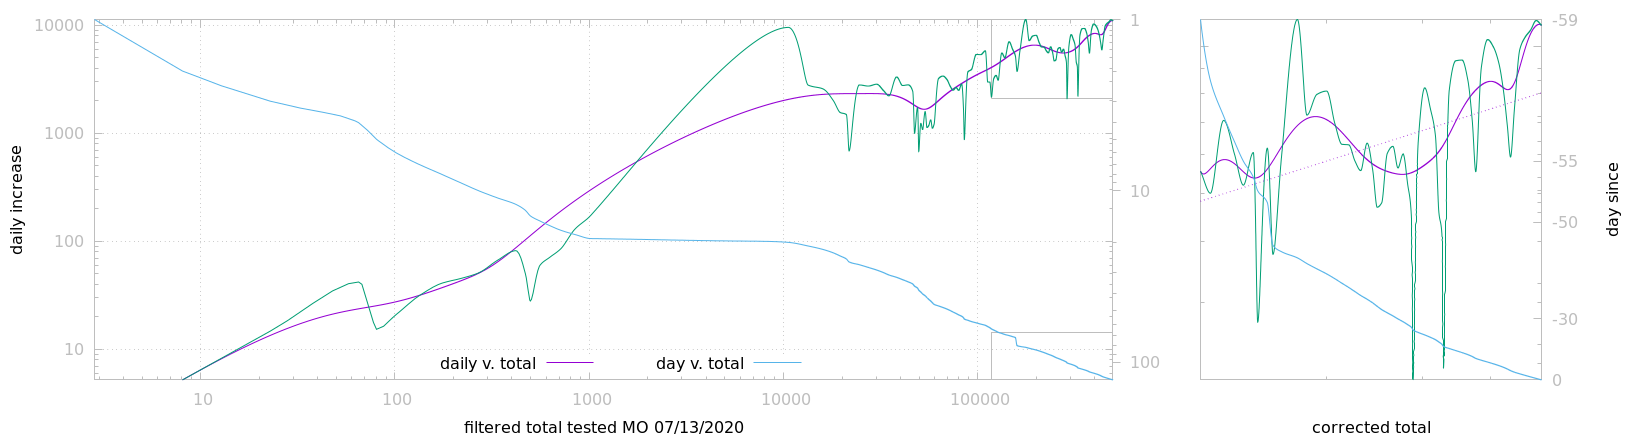 10000
1000
100
10
daily increase
10
100
1000
10000
100000
filtered total tested MO 07/13/2020
daily v. total
day v. total
1
10
100
-59
-55
-50
-30
0
day since
corrected total